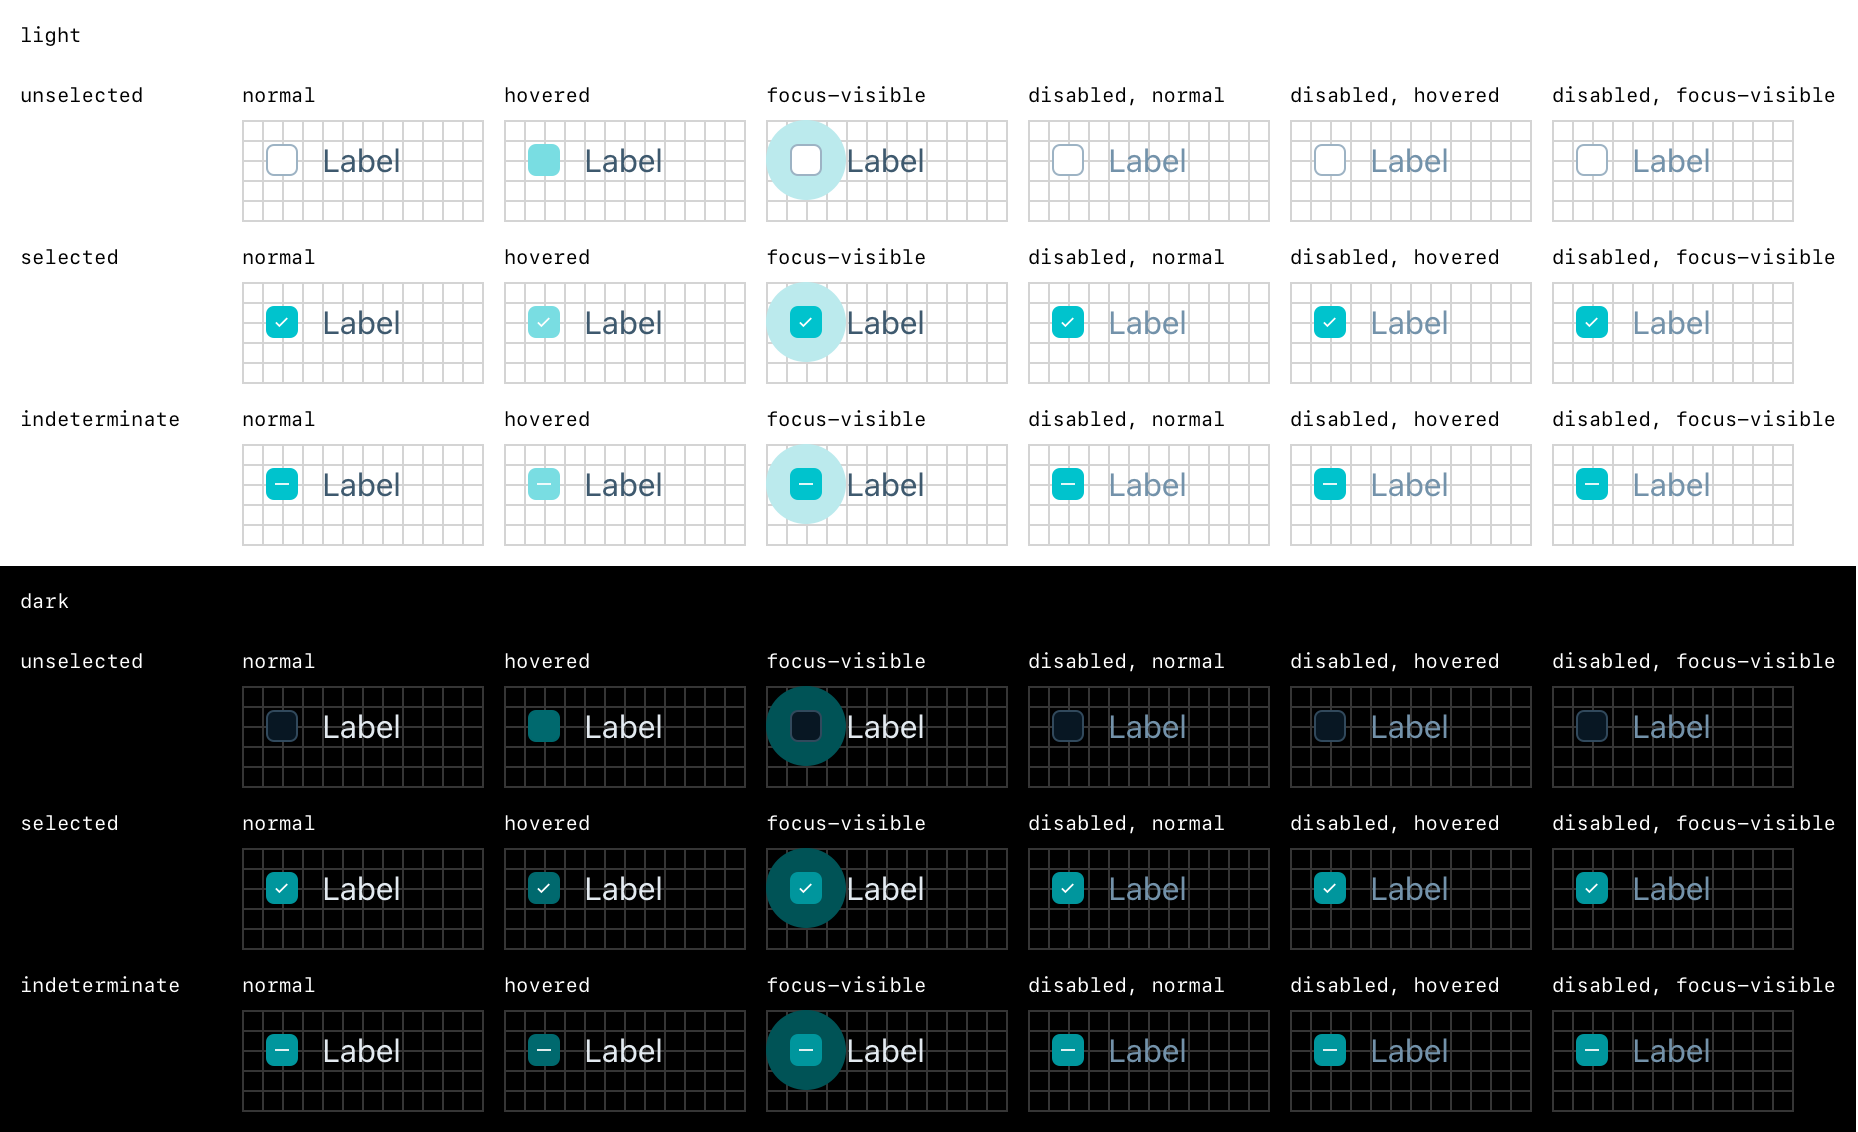 light
unselected normal hovered focus-visible disabled, normal disabled, hovered disabled, focus-visible
Label Label Label Label Label Label
selected normal hovered focus-visible disabled, normal disabled, hovered disabled, focus-visible
Label Label Label Label Label Label
indeterminate normal hovered focus-visible disabled, normal disabled, hovered disabled, focus-visible
Label Label Label Label Label Label
dark
unselected normal hovered focus-visible disabled, normal disabled, hovered disabled, focus-visible
Label Label Label Label Label Label
selected normal hovered focus-visible disabled, normal disabled, hovered disabled, focus-visible
Label Label Label Label Label Label
indeterminate normal hovered focus-visible disabled, normal disabled, hovered disabled, focus-visible
Label Label Label Label Label Label